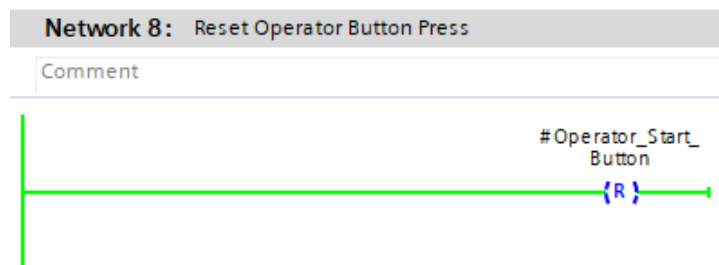 Network 8: Reset Operator Button Press
Comment
#Operator_Start_
Button
R